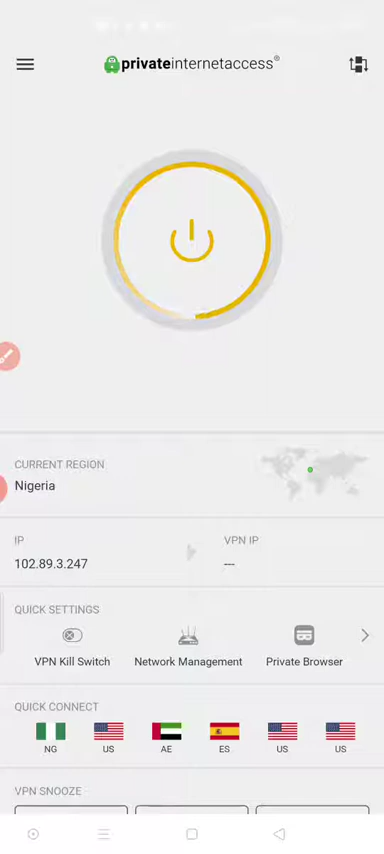 privateinternetaccess®
CURRENT REGION
Nigeria
IP
VPN IP
102.89.3.247
---
QUICK SETTINGS
VPN Kill Switch
Network Management
Private Browser
QUICK CONNECT
NG
US
AE
ES
US
US
VPN SNOOZE